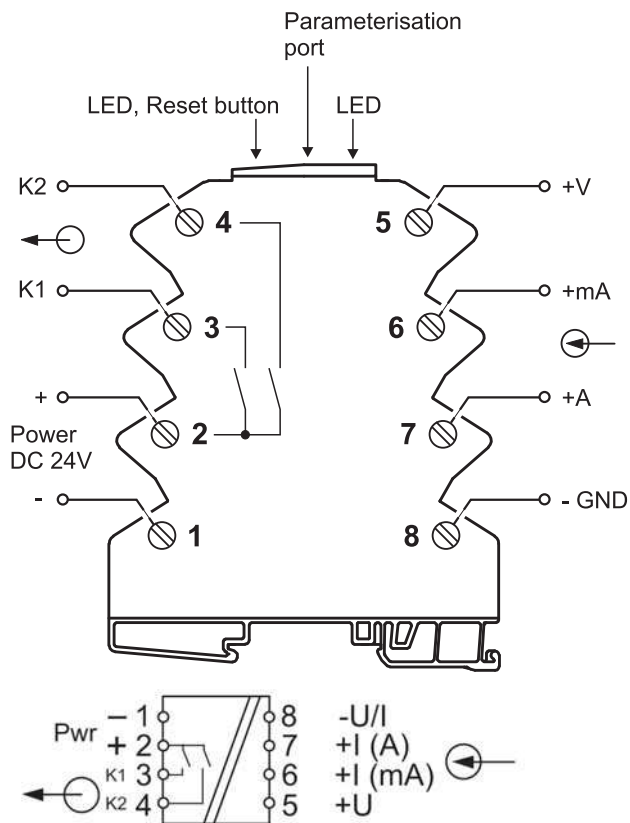 Parameterisation
port
LED, Reset button
LED
K2
4
5
+V
K1
3
6
+mA
+
2
7
+A
Power
DC 24V
-
1
8
- GND
Pwr
– 1
8
-U/I
+ 2
7
+I (A)
K1 3
6
+I (mA)
K2 4
5
+U